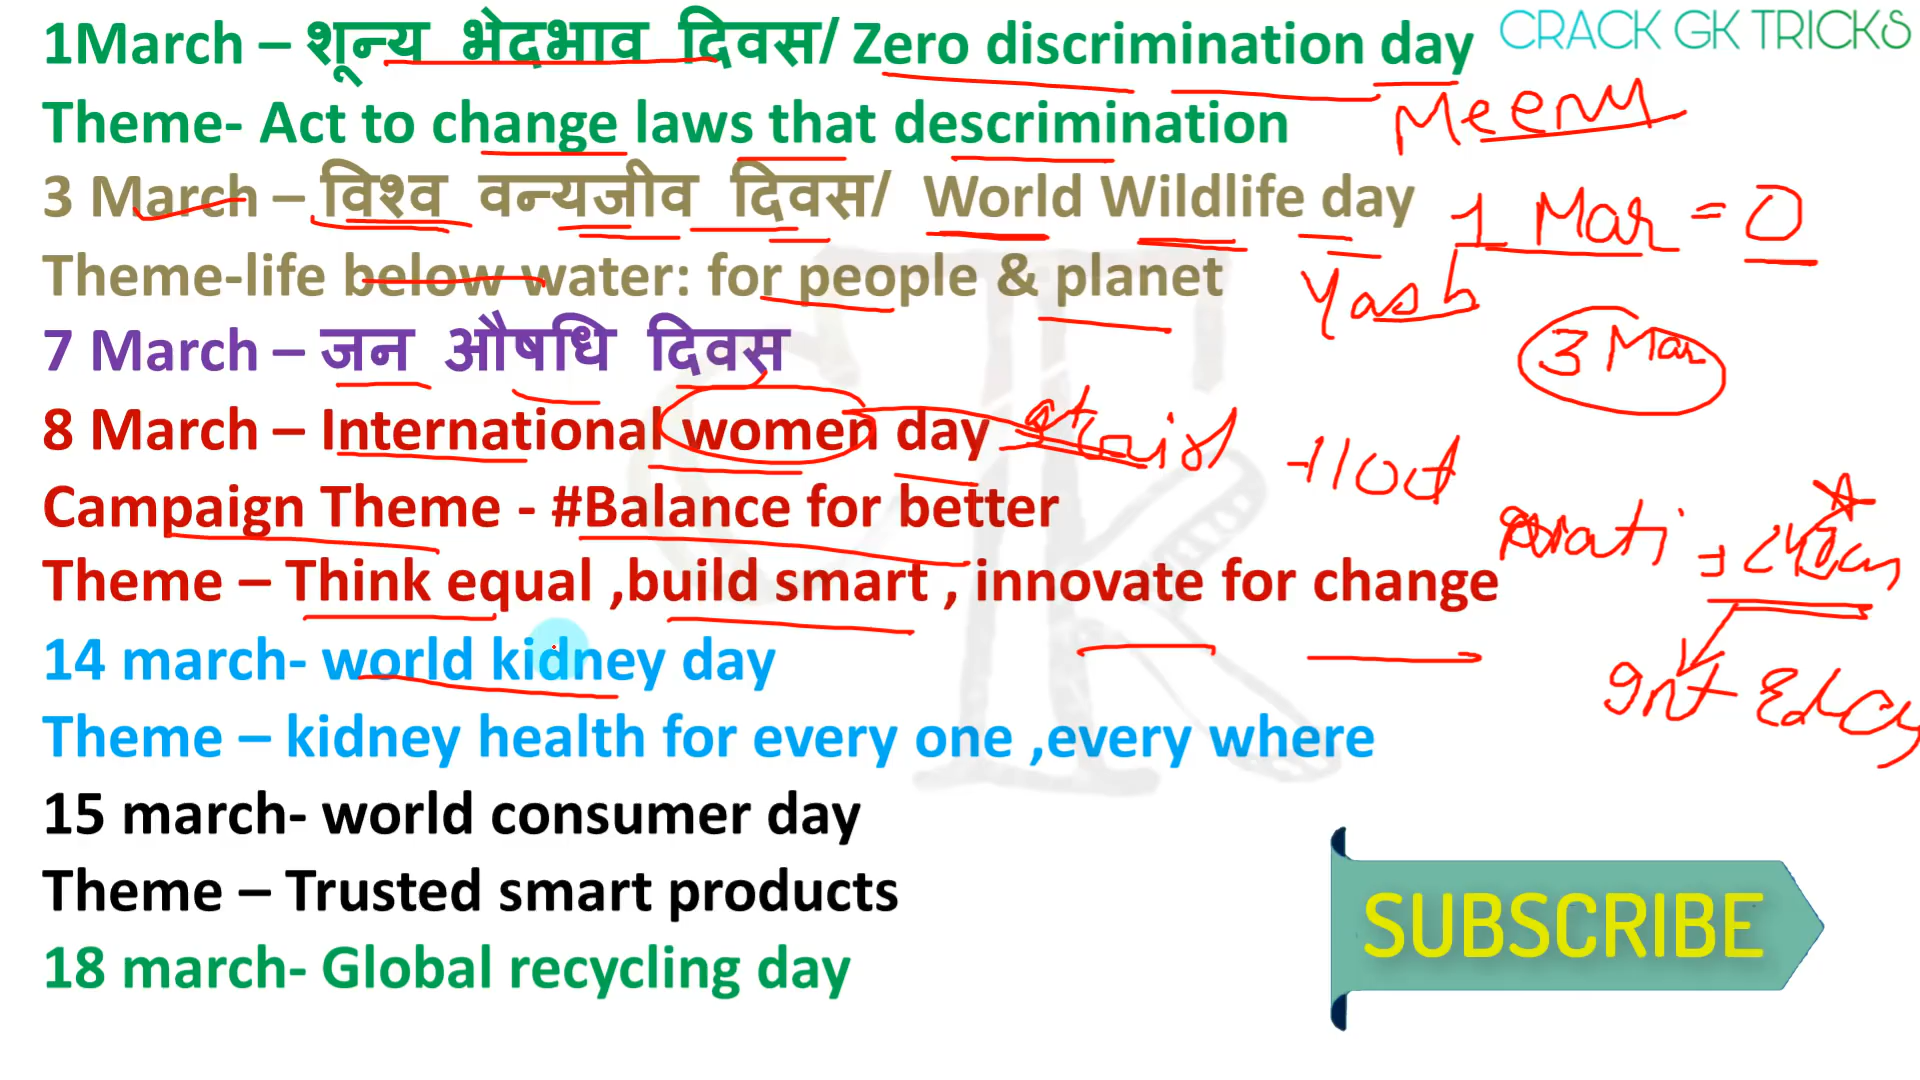 1March – शून्य भेदभाव दिवस/ Zero discrimination day
CRACK GK TRICKS
Theme- Act to change laws that descrimination
Meenu
3 March – विश्व वन्यजीव दिवस/ World Wildlife day
1 Mar = 0
Theme-life below water: for people & planet
Yash
3 Mar
7 March – जन औषधि दिवस
8 March – International women day
Campaign Theme - #Balance for better
Theme – Think equal ,build smart , innovate for change
14 march- world kidney day
Theme – kidney health for every one ,every where
15 march- world consumer day
Theme – Trusted smart products
18 march- Global recycling day
SUBSCRIBE